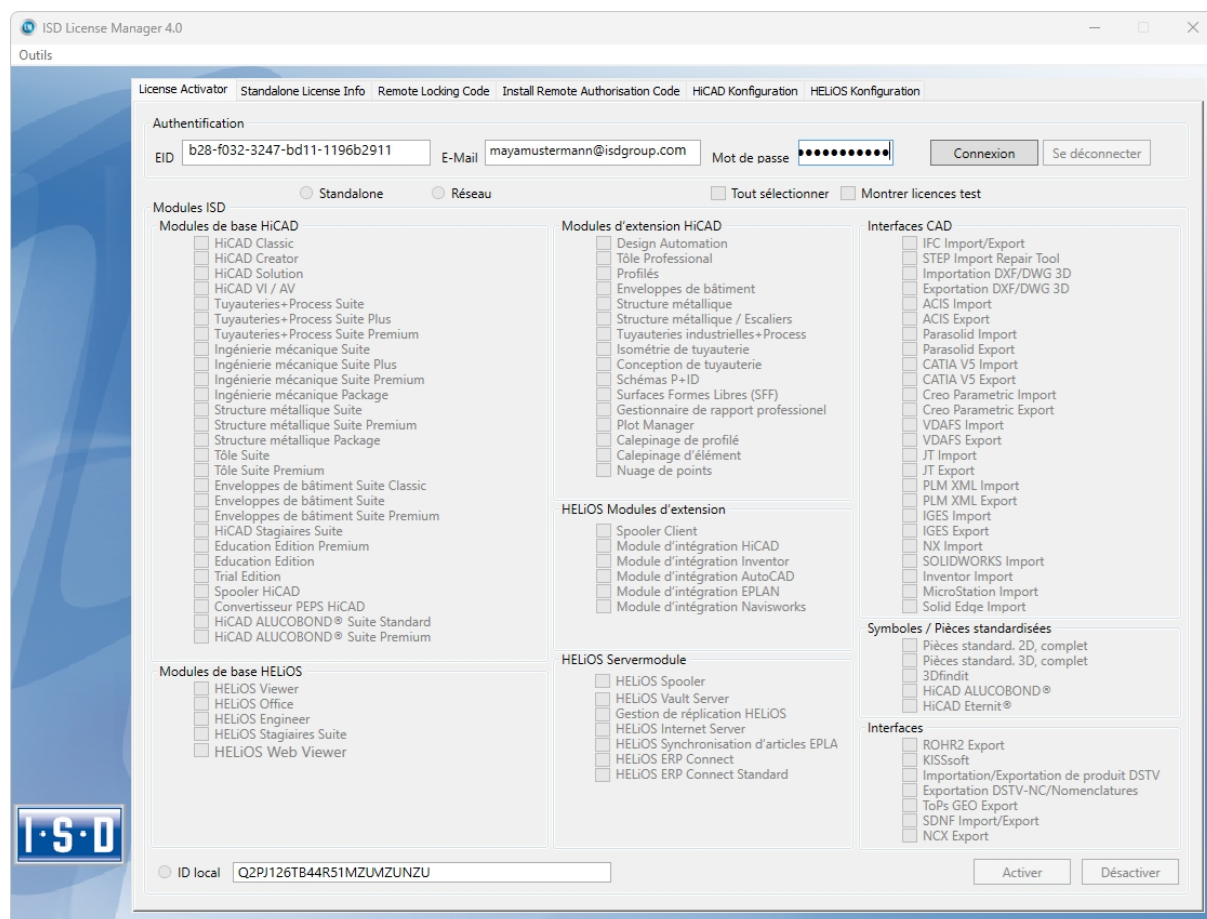 ISD License Manager 4.0
Outils
License Activator Standalone License Info Remote Locking Code Install Remote Authorisation Code HiCAD Konfiguration HELiOS Konfiguration
Authentification
EID b28-f032-3247-bd11-1196b2911 E-Mail mayamustermann@isdgroup.com Mot de passe ●●●●●●●●●●● Connexion Se déconnecter
Standalone Réseau Tout sélectionner Montrer licences test
Modules ISD
Modules de base HiCAD
HiCAD Classic
HiCAD Creator
HiCAD Solution
HiCAD VI / AV
Tuyauteries+Process Suite
Tuyauteries+Process Suite Plus
Tuyauteries+Process Suite Premium
Ingénierie mécanique Suite
Ingénierie mécanique Suite Plus
Ingénierie mécanique Suite Premium
Ingénierie mécanique Package
Structure métallique Suite
Structure métallique Suite Premium
Structure métallique Package
Tôle Suite
Tôle Suite Premium
Enveloppes de bâtiment Suite Classic
Enveloppes de bâtiment Suite
Enveloppes de bâtiment Suite Premium
HiCAD Stagiaires Suite
Education Edition Premium
Education Edition
Trial Edition
Spooler HiCAD
Convertisseur PEPS HiCAD
HiCAD ALUCOBOND® Suite Standard
HiCAD ALUCOBOND® Suite Premium
Modules de base HELiOS
HELiOS Viewer
HELiOS Office
HELiOS Engineer
HELiOS Stagiaires Suite
HELiOS Web Viewer
Modules d'extension HiCAD
Design Automation
Tôle Professional
Profilés
Enveloppes de bâtiment
Structure métallique
Structure métallique / Escaliers
Tuyauteries industrielles+Process
Isométrie de tuyauterie
Conception de tuyauterie
Schémas P+ID
Surfaces Formes Libres (SFF)
Gestionnaire de rapport professionel
Plot Manager
Calepinage de profilé
Calepinage d'élément
Nuage de points
HELiOS Modules d'extension
Spooler Client
Module d'intégration HiCAD
Module d'intégration Inventor
Module d'intégration AutoCAD
Module d'intégration EPLAN
Module d'intégration Navisworks
HELiOS Servermodule
HELiOS Spooler
HELiOS Vault Server
Gestion de réplication HELiOS
HELiOS Internet Server
HELiOS Synchronisation d'articles EPLA
HELiOS ERP Connect
HELiOS ERP Connect Standard
Interfaces CAD
IFC Import/Export
STEP Import Repair Tool
Importation DXF/DWG 3D
Exportation DXF/DWG 3D
ACIS Import
ACIS Export
Parasolid Import
Parasolid Export
CATIA V5 Import
CATIA V5 Export
Creo Parametric Import
Creo Parametric Export
VDAFS Import
VDAFS Export
JT Import
JT Export
PLM XML Import
PLM XML Export
IGES Import
IGES Export
NX Import
SOLIDWORKS Import
Inventor Import
MicroStation Import
Solid Edge Import
Symboles / Pièces standardisées
Pièces standard. 2D, complet
Pièces standard. 3D, complet
3Dfindit
HiCAD ALUCOBOND®
HiCAD Eternit®
Interfaces
ROHR2 Export
KISSsoft
Importation/Exportation de produit DSTV
Exportation DSTV-NC/Nomenclatures
ToPs GEO Export
SDNF Import/Export
NCX Export
I·S·D
ID local Q2PJ126TB44R51MZUMZUNZU Activer Désactiver